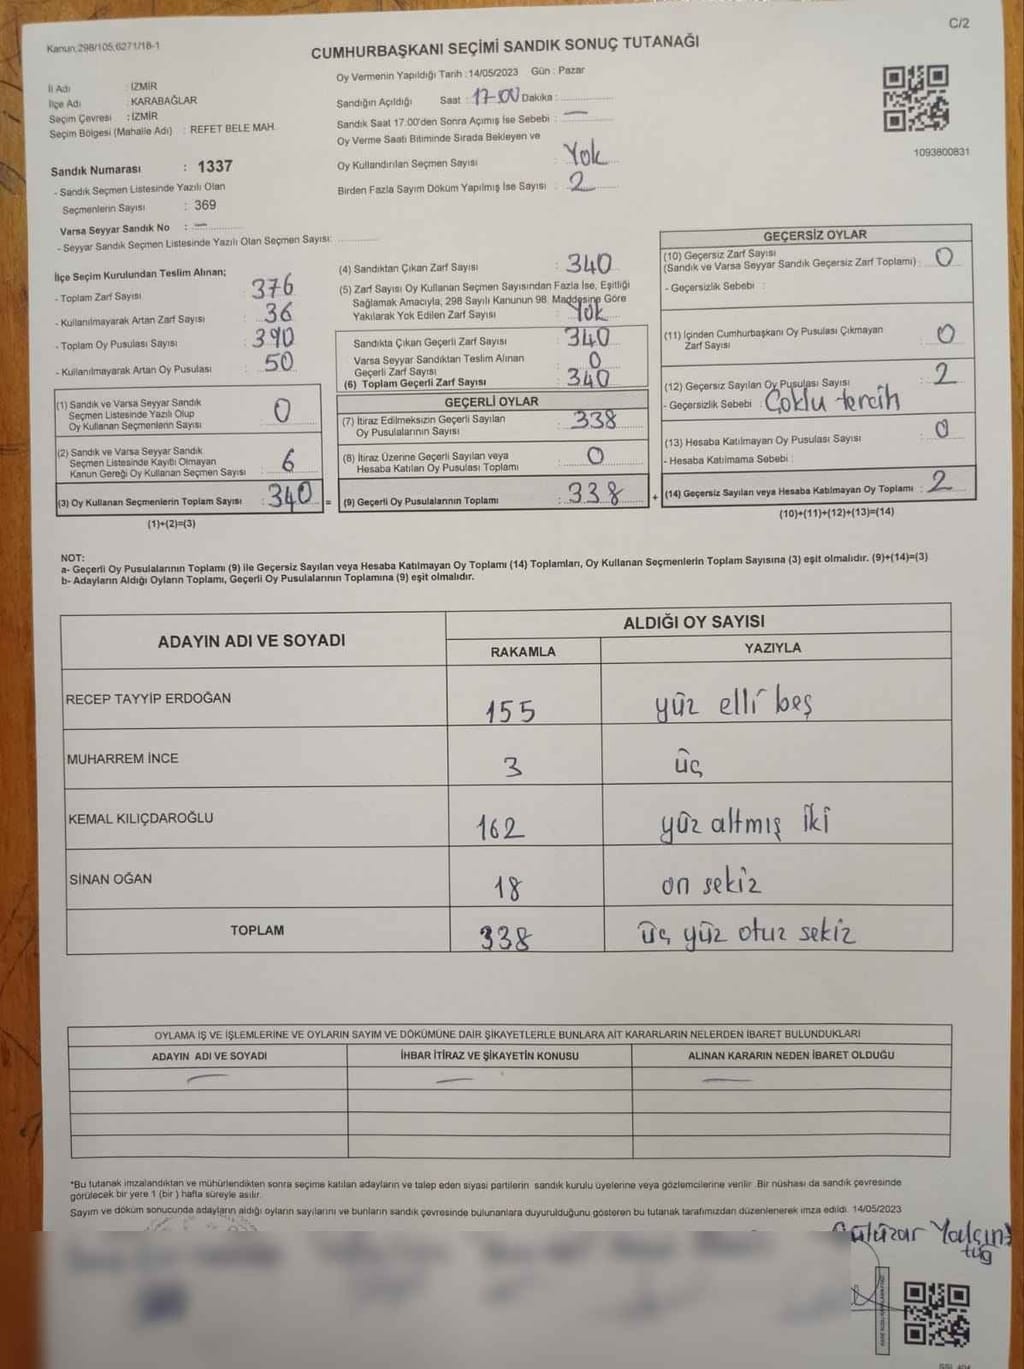 C/2
Kanun:298/105,6271/18-1
CUMHURBAŞKANI SEÇİMİ SANDIK SONUÇ TUTANAĞI
İl Adı : İZMİR
İlçe Adı : KARABAĞLAR
Seçim Çevresi : İZMİR
Seçim Bölgesi (Mahalle Adı) : REFET BELE MAH.
Oy Vermenin Yapıldığı Tarih :14/05/2023 Gün : Pazar
Sandığın Açıldığı Saat : 17:00 Dakika :
Sandık Saat 17.00'den Sonra Açımış İse Sebebi : —
Oy Verme Saati Bitiminde Sırada Bekleyen ve
Oy Kullandırılan Seçmen Sayısı : Yok
Birden Fazla Sayım Döküm Yapılmış İse Sayısı : 2
1093800831
Sandık Numarası : 1337
- Sandık Seçmen Listesinde Yazılı Olan
Seçmenlerin Sayısı : 369
Varsa Seyyar Sandık No : —
- Seyyar Sandık Seçmen Listesinde Yazılı Olan Seçmen Sayısı:
İlçe Seçim Kurulundan Teslim Alınan;
- Toplam Zarf Sayısı : 376
- Kullanılmayarak Artan Zarf Sayısı : 36
- Toplam Oy Pusulası Sayısı : 390
- Kullanılmayarak Artan Oy Pusulası : 50
(1) Sandık ve Varsa Seyyar Sandık
Seçmen Listesinde Yazılı Olup
Oy Kullanan Seçmenlerin Sayısı : 0
(2) Sandık ve Varsa Seyyar Sandık
Seçmen Listesinde Kayıtlı Olmayan
Kanun Gereği Oy Kullanan Seçmen Sayısı : 6
(3) Oy Kullanan Seçmenlerin Toplam Sayısı : 340 =
(1)+(2)=(3)
(4) Sandıktan Çıkan Zarf Sayısı : 340
(5) Zarf Sayısı Oy Kullanan Seçmen Sayısından Fazla İse, Eşitliği
Sağlamak Amacıyla, 298 Sayılı Kanunun 98. Maddesine Göre
Yakılarak Yok Edilen Zarf Sayısı : Yok
Sandıkta Çıkan Geçerli Zarf Sayısı : 340
Varsa Seyyar Sandıktan Teslim Alınan
Geçerli Zarf Sayısı : 0
(6) Toplam Geçerli Zarf Sayısı : 340
GEÇERLİ OYLAR
(7) İtiraz Edilmeksizin Geçerli Sayılan
Oy Pusulalarının Sayısı : 338
(8) İtiraz Üzerine Geçerli Sayılan veya
Hesaba Katılan Oy Pusulası Toplamı : 0
(9) Geçerli Oy Pusulalarının Toplamı : 338 +
GEÇERSİZ OYLAR
(10) Geçersiz Zarf Sayısı
(Sandık ve Varsa Seyyar Sandık Geçersiz Zarf Toplamı) : 0
- Geçersizlik Sebebi :
(11) İçinden Cumhurbaşkanı Oy Pusulası Çıkmayan
Zarf Sayısı : 0
(12) Geçersiz Sayılan Oy Pusulası Sayısı : 2
- Geçersizlik Sebebi : Çoklu tercih
(13) Hesaba Katılmayan Oy Pusulası Sayısı : 0
- Hesaba Katılmama Sebebi :
(14) Geçersiz Sayılan veya Hesaba Katılmayan Oy Toplamı : 2
(10)+(11)+(12)+(13)=(14)
NOT:
a- Geçerli Oy Pusulalarının Toplamı (9) ile Geçersiz Sayılan veya Hesaba Katılmayan Oy Toplamı (14) Toplamları, Oy Kullanan Seçmenlerin Toplam Sayısına (3) eşit olmalıdır. (9)+(14)=(3)
b- Adayların Aldığı Oyların Toplamı, Geçerli Oy Pusulalarının Toplamına (9) eşit olmalıdır.
ADAYIN ADI VE SOYADI
ALDIĞI OY SAYISI
RAKAMLA YAZIYLA
RECEP TAYYİP ERDOĞAN 155 yüz elli beş
MUHARREM İNCE 3 üç
KEMAL KILIÇDAROĞLU 162 yüz altmış iki
SİNAN OĞAN 18 on sekiz
TOPLAM 338 üç yüz otuz sekiz
OYLAMA İŞ VE İŞLEMLERİNE VE OYLARIN SAYIM VE DÖKÜMÜNE DAİR ŞİKAYETLERLE BUNLARA AİT KARARLARIN NELERDEN İBARET BULUNDUKLARI
ADAYIN ADI VE SOYADI İHBAR İTİRAZ VE ŞİKAYETİN KONUSU ALINAN KARARIN NEDEN İBARET OLDUĞU
— — —
*Bu tutanak imzalandıktan ve mühürlendikten sonra seçime katılan adayların ve talep eden siyasi partilerin sandık kurulu üyelerine veya gözlemcilerine verilir. Bir nüshası da sandık çevresinde
görülecek bir yere 1 (bir ) hafta süreyle asılır.
Sayım ve döküm sonucunda adayların aldığı oyların sayılarını ve bunların sandık çevresinde bulunanlara duyurulduğunu gösteren bu tutanak tarafımızdan düzenlenerek imza edildi. 14/05/2023
Gülüzar Yalçın